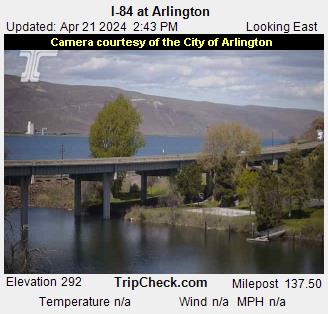 I-84 at Arlington
Updated: Apr 21 2024 2:43 PM Looking East
Camera courtesy of the City of Arlington
Elevation 292 TripCheck.com Milepost 137.50
Temperature n/a Wind n/a MPH n/a